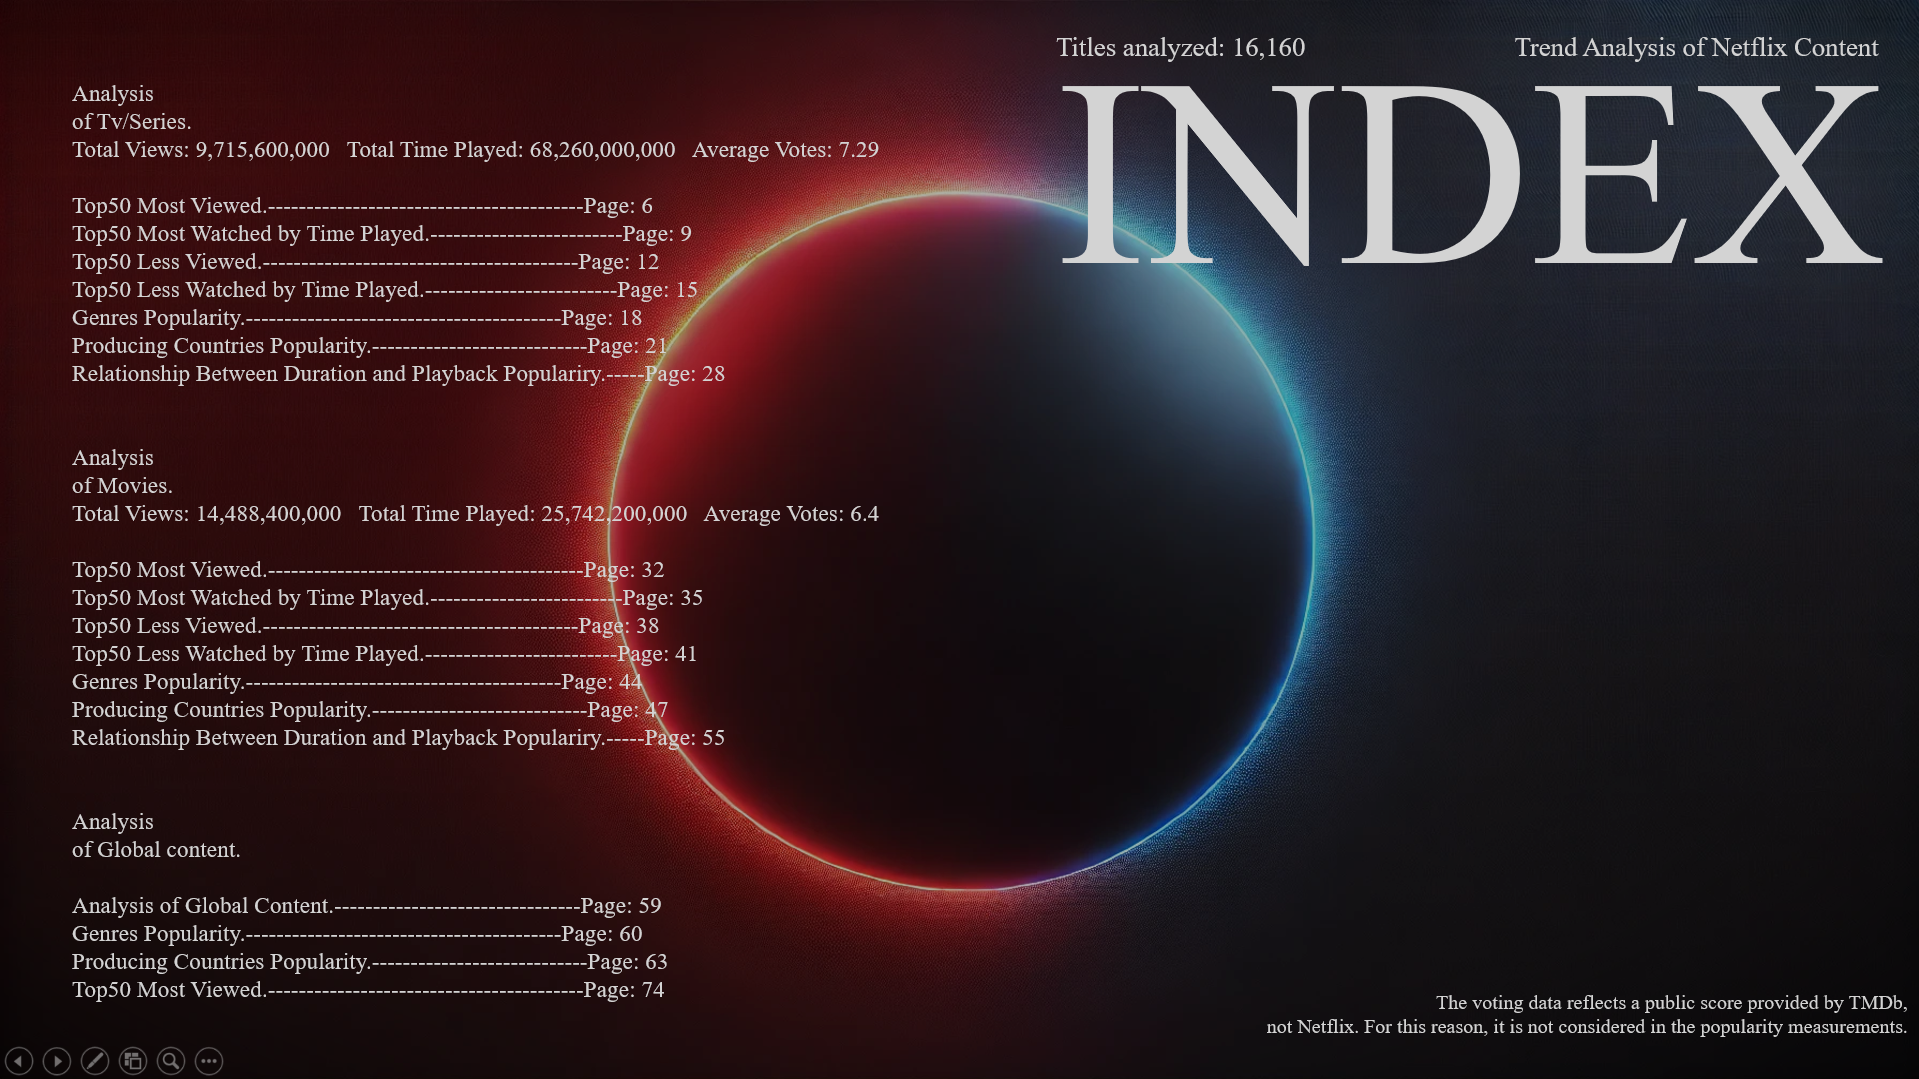 Titles analyzed: 16,160
Trend Analysis of Netflix Content
INDEX
Analysis
of Tv/Series.
Total Views: 9,715,600,000 Total Time Played: 68,260,000,000 Average Votes: 7.29
Top50 Most Viewed.-----------------------------------------Page: 6
Top50 Most Watched by Time Played.-------------------------Page: 9
Top50 Less Viewed.-----------------------------------------Page: 12
Top50 Less Watched by Time Played.-------------------------Page: 15
Genres Popularity.-----------------------------------------Page: 18
Producing Countries Popularity.----------------------------Page: 21
Relationship Between Duration and Playback Populariry.-----Page: 28
Analysis
of Movies.
Total Views: 14,488,400,000 Total Time Played: 25,742,200,000 Average Votes: 6.4
Top50 Most Viewed.-----------------------------------------Page: 32
Top50 Most Watched by Time Played.-------------------------Page: 35
Top50 Less Viewed.-----------------------------------------Page: 38
Top50 Less Watched by Time Played.-------------------------Page: 41
Genres Popularity.-----------------------------------------Page: 44
Producing Countries Popularity.----------------------------Page: 47
Relationship Between Duration and Playback Populariry.-----Page: 55
Analysis
of Global content.
Analysis of Global Content.--------------------------------Page: 59
Genres Popularity.-----------------------------------------Page: 60
Producing Countries Popularity.----------------------------Page: 63
Top50 Most Viewed.-----------------------------------------Page: 74
The voting data reflects a public score provided by TMDb,
not Netflix. For this reason, it is not considered in the popularity measurements.